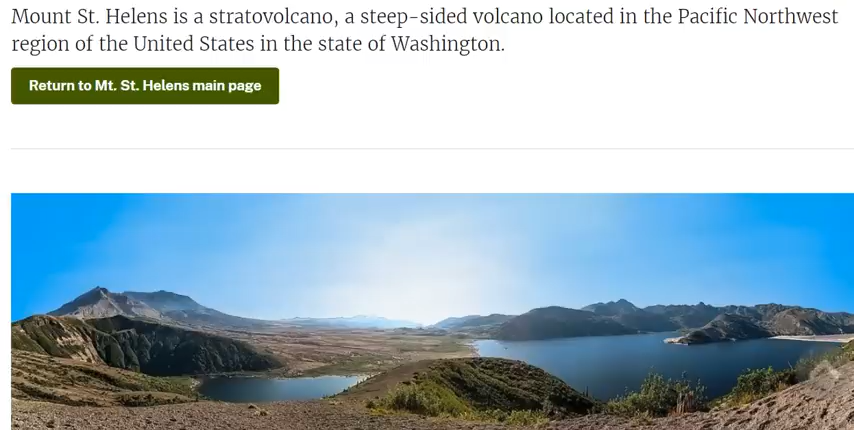 Mount St. Helens is a stratovolcano, a steep-sided volcano located in the Pacific Northwest
region of the United States in the state of Washington.
Return to Mt. St. Helens main page